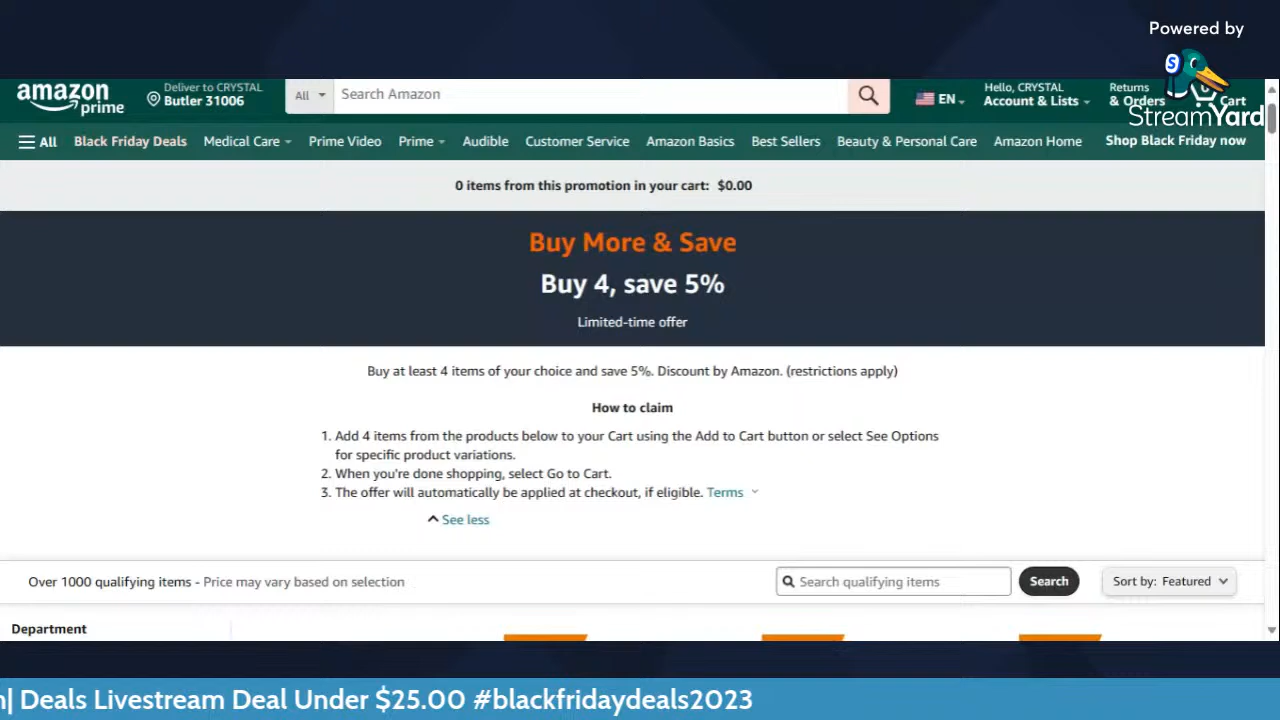 Powered by
StreamYard
amazon prime
Deliver to CRYSTAL
Butler 31006
All
Search Amazon
EN
Hello, CRYSTAL
Account & Lists
Returns
& Orders
Cart
All
Black Friday Deals
Medical Care
Prime Video
Prime
Audible
Customer Service
Amazon Basics
Best Sellers
Beauty & Personal Care
Amazon Home
Shop Black Friday now
0 items from this promotion in your cart: $0.00
Buy More & Save
Buy 4, save 5%
Limited-time offer
Buy at least 4 items of your choice and save 5%. Discount by Amazon. (restrictions apply)
How to claim
1. Add 4 items from the products below to your Cart using the Add to Cart button or select See Options
for specific product variations.
2. When you're done shopping, select Go to Cart.
3. The offer will automatically be applied at checkout, if eligible. Terms
See less
Over 1000 qualifying items - Price may vary based on selection
Search qualifying items
Search
Sort by: Featured
Department
| Deals Livestream Deal Under $25.00 #blackfridaydeals2023